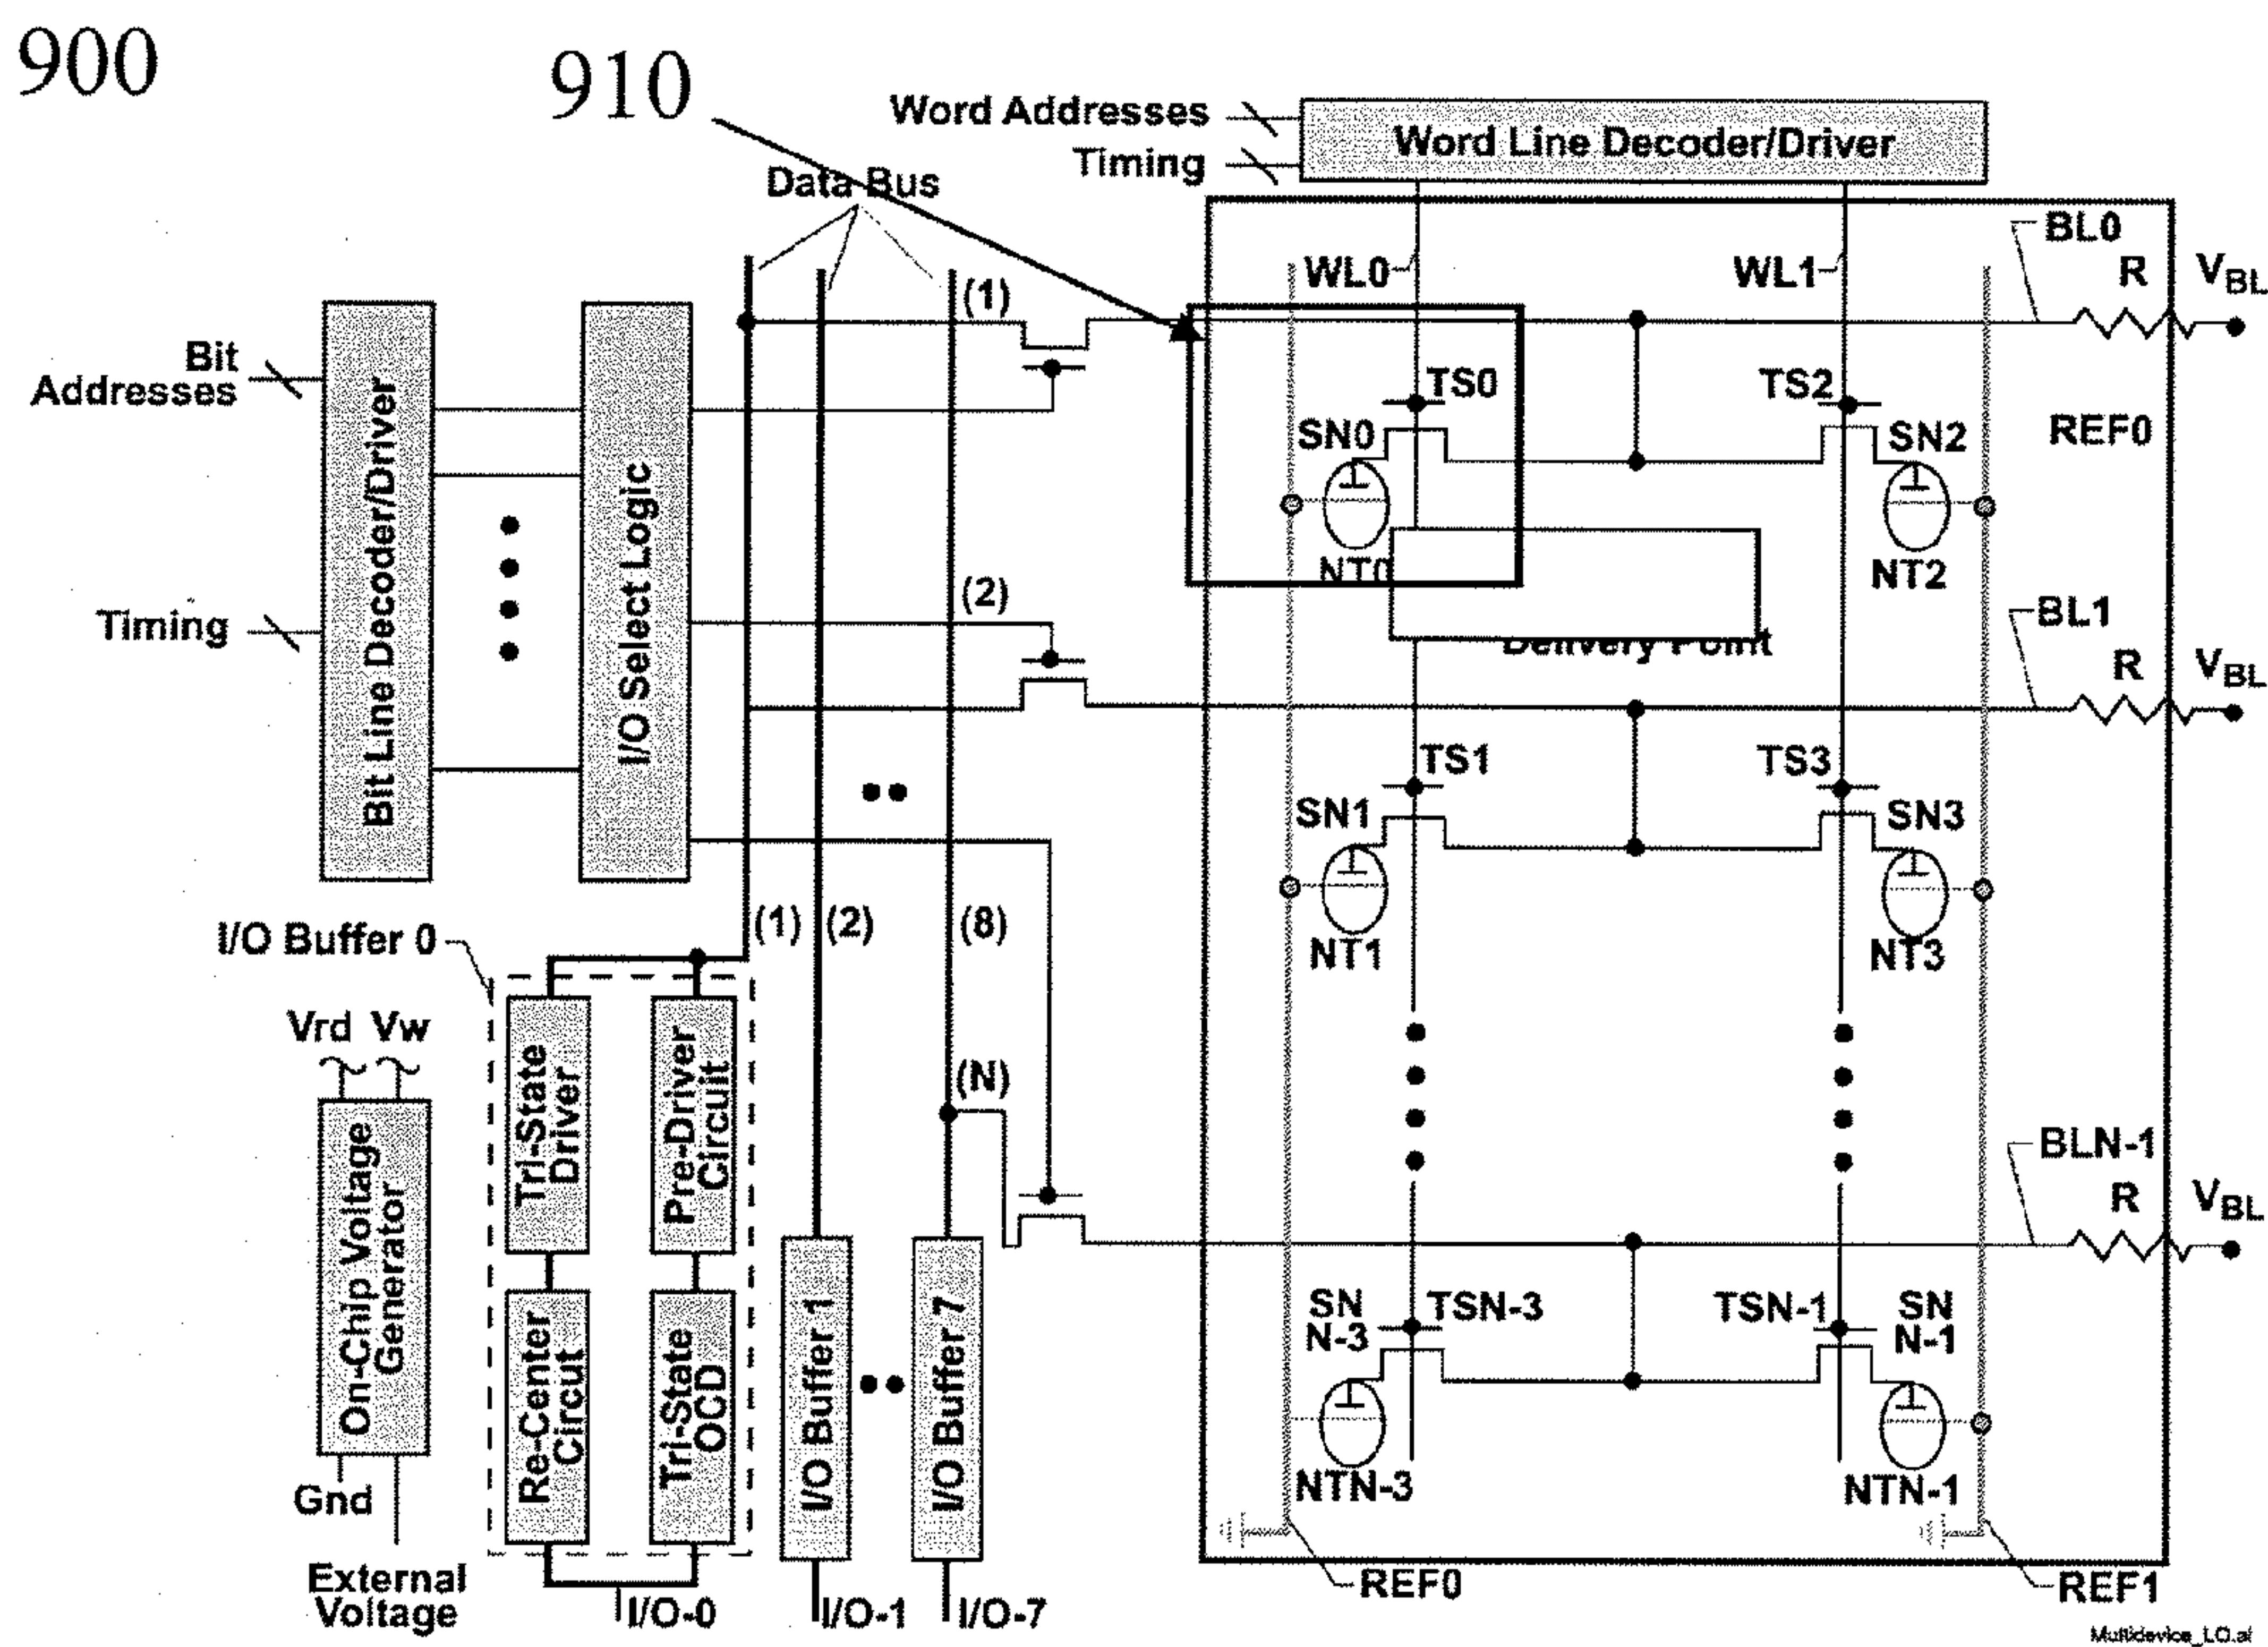 900
910
Word Addresses
Timing
Word Line Decoder/Driver
Data Bus
BL0
WL0
WL1
R
VBL
(1)
Bit
Addresses
TS0
TS2
SN0
SN2
REF0
Bit Line Decoder/Driver
I/O Select Logic
NT0
NT2
(2)
BL1
Timing
Delivery Point
R
VBL
TS1
TS3
SN1
SN3
(1)
(2)
(8)
I/O Buffer 0
NT1
NT3
Vrd
Vw
(N)
Tri-State
Driver
Pre-Driver
Circuit
BLN-1
R
VBL
On-Chip Voltage
Generator
SN
N-3
TSN-3
TSN-1
SN
N-1
Re-Center
Circut
Tri-State
OCD
I/O Buffer 1
I/O Buffer 7
NTN-3
NTN-1
Gnd
External
Voltage
I/O-0
I/O-1
I/O-7
REF0
REF1
Multidevice_LO.ai